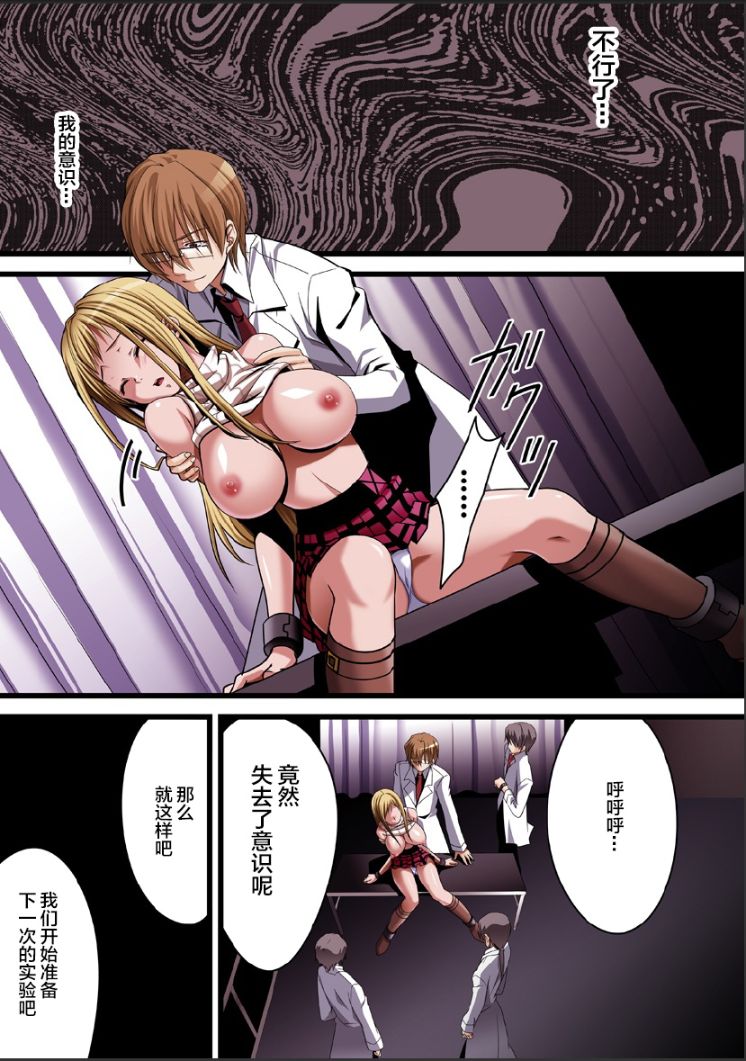 不行了…
我的意识…
ガクッ
………
呼呼呼…
竟然
失去了意识呢
那么
就这样吧
我们开始准备
下一次的实验吧